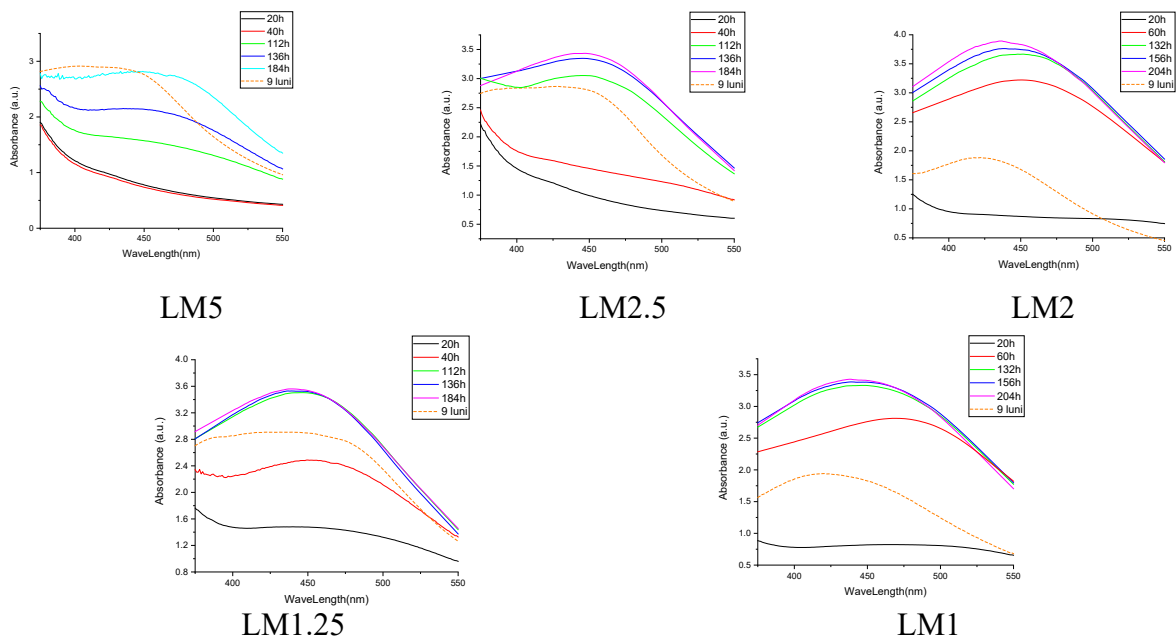 20h
40h
112h
136h
184h
9 luni
3
2
1
0
Absorbance (a.u.)
400
450
500
550
WaveLength(nm)
LM5
20h
40h
112h
136h
184h
9 luni
3.5
3.0
2.5
2.0
1.5
1.0
0.5
Absorbance (a.u.)
400
450
500
550
WaveLength(nm)
LM2.5
20h
60h
132h
156h
204h
9 luni
4.0
3.5
3.0
2.5
2.0
1.5
1.0
0.5
Absorbance (a.u.)
400
450
500
550
WaveLength(nm)
LM2
20h
40h
112h
136h
184h
9 luni
4.0
3.6
3.2
2.8
2.4
2.0
1.6
1.2
0.8
Absorbance (a.u.)
400
450
500
550
WaveLength(nm)
LM1.25
20h
60h
132h
156h
204h
9 luni
3.5
3.0
2.5
2.0
1.5
1.0
0.5
Absorbance (a.u.)
400
450
500
550
WaveLength(nm)
LM1